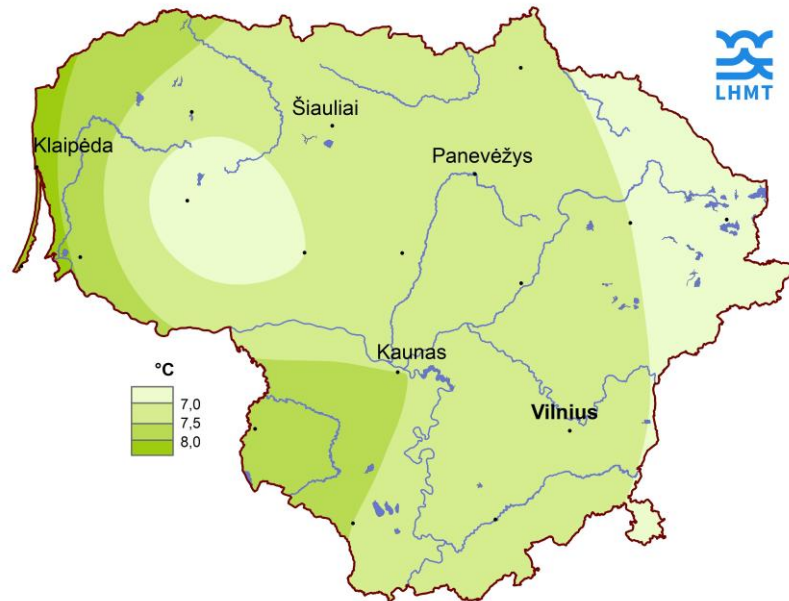 LHMT
Šiauliai
Klaipėda
Panevėžys
Kaunas
°C
7,0
7,5
8,0
Vilnius